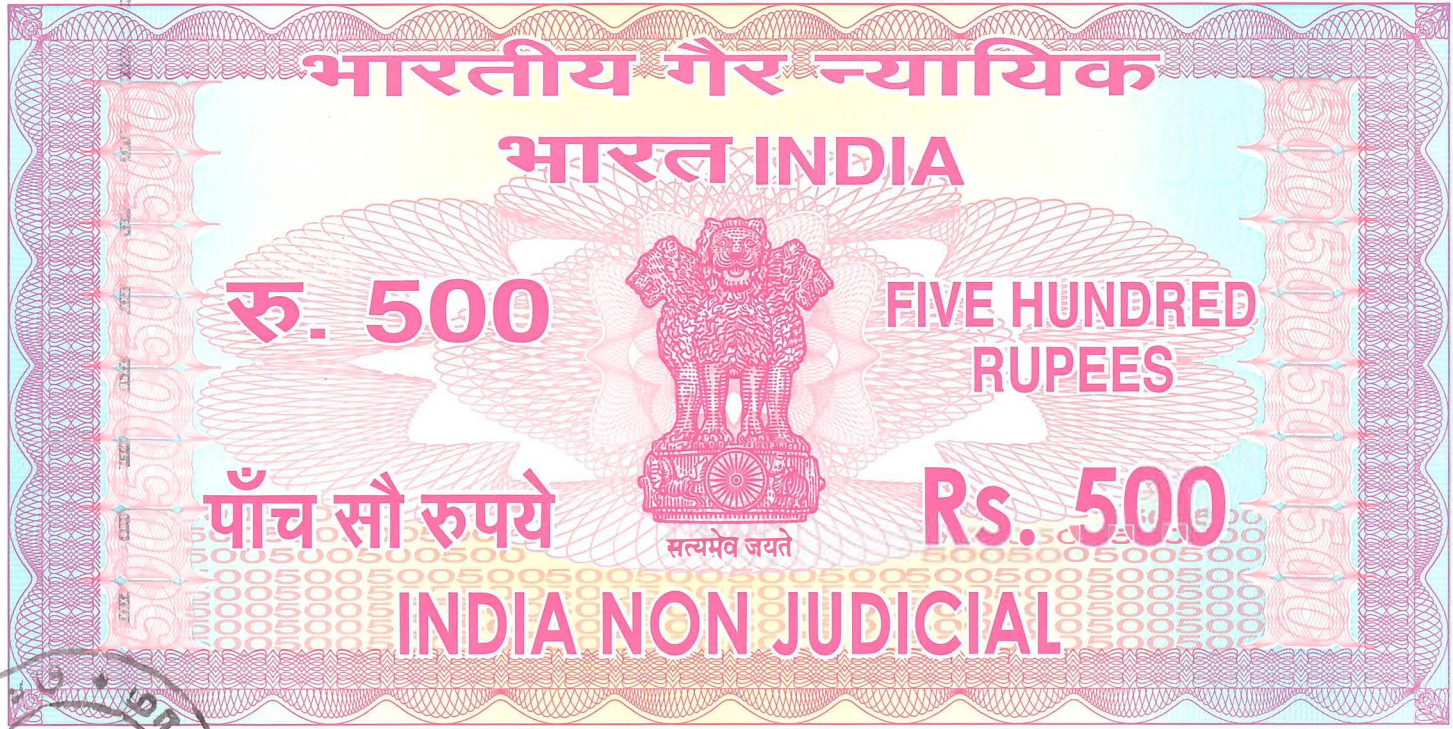 भारतीय गैर न्यायिक
भारत INDIA
रु. 500
FIVE HUNDRED
RUPEES
पाँच सौ रुपये
Rs. 500
सत्यमेव जयते
INDIA NON JUDICIAL